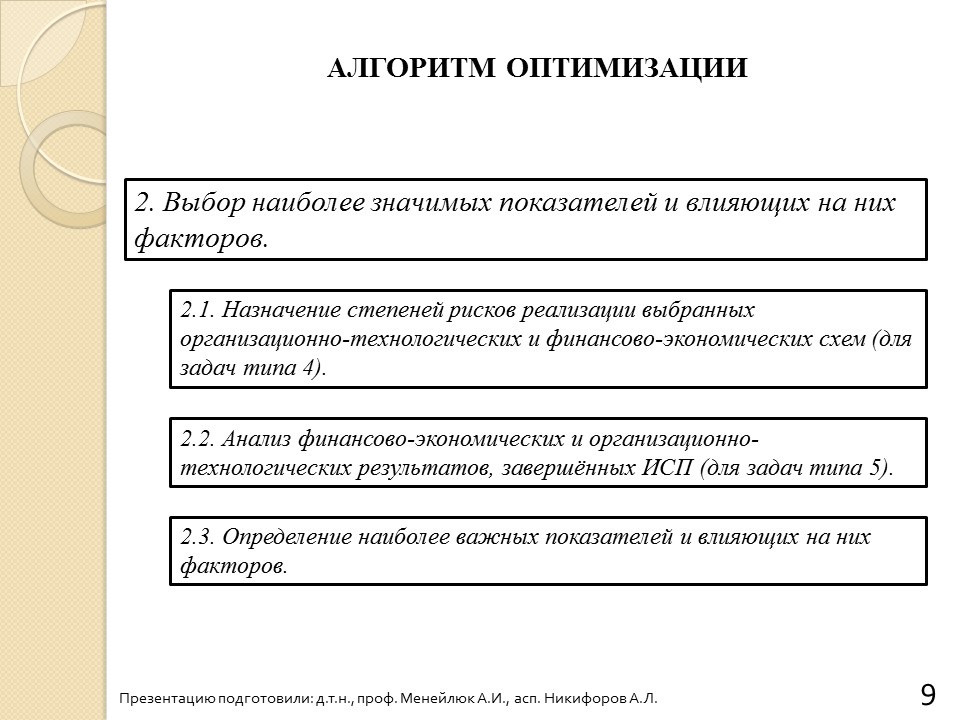 АЛГОРИТМ ОПТИМИЗАЦИИ
2. Выбор наиболее значимых показателей и влияющих на них
факторов.
2.1. Назначение степеней рисков реализации выбранных
организационно-технологических и финансово-экономических схем (для
задач типа 4).
2.2. Анализ финансово-экономических и организационно-
технологических результатов, завершённых ИСП (для задач типа 5).
2.3. Определение наиболее важных показателей и влияющих на них
факторов.
Презентацию подготовили: д.т.н., проф. Менейлюк А.И., асп. Никифоров А.Л.
9